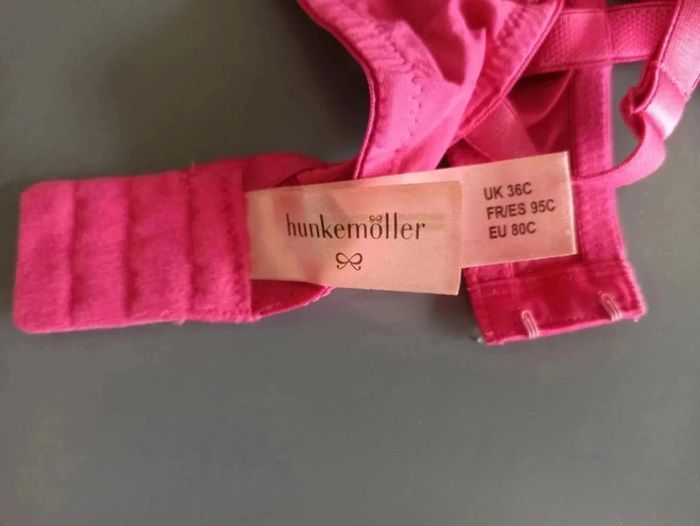 hunkemöller
UK 36C
FR/ES 95C
EU 80C